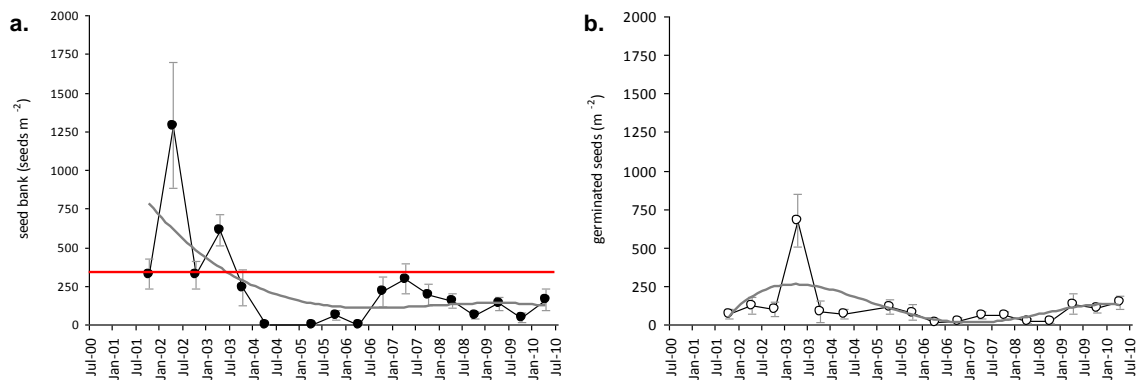 a.
seed bank (seeds m -2)
2000
1750
1500
1250
1000
750
500
250
0
Jul-00
Jan-01
Jul-01
Jan-02
Jul-02
Jan-03
Jul-03
Jan-04
Jul-04
Jan-05
Jul-05
Jan-06
Jul-06
Jan-07
Jul-07
Jan-08
Jul-08
Jan-09
Jul-09
Jan-10
Jul-10
b.
germinated seeds (m -2)
2000
1750
1500
1250
1000
750
500
250
0
Jul-00
Jan-01
Jul-01
Jan-02
Jul-02
Jan-03
Jul-03
Jan-04
Jul-04
Jan-05
Jul-05
Jan-06
Jul-06
Jan-07
Jul-07
Jan-08
Jul-08
Jan-09
Jul-09
Jan-10
Jul-10